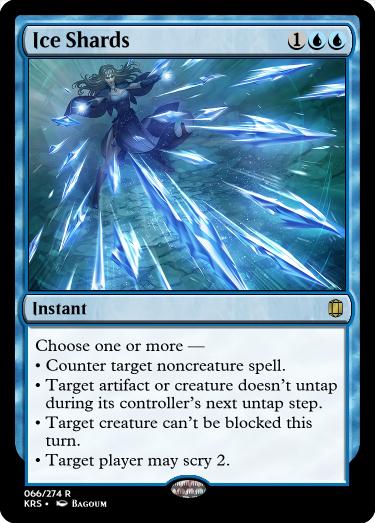 Ice Shards 1UU
Instant
Choose one or more —
• Counter target noncreature spell.
• Target artifact or creature doesn't untap
during its controller's next untap step.
• Target creature can't be blocked this
turn.
• Target player may scry 2.
066/274 R
KRS • Bagoum